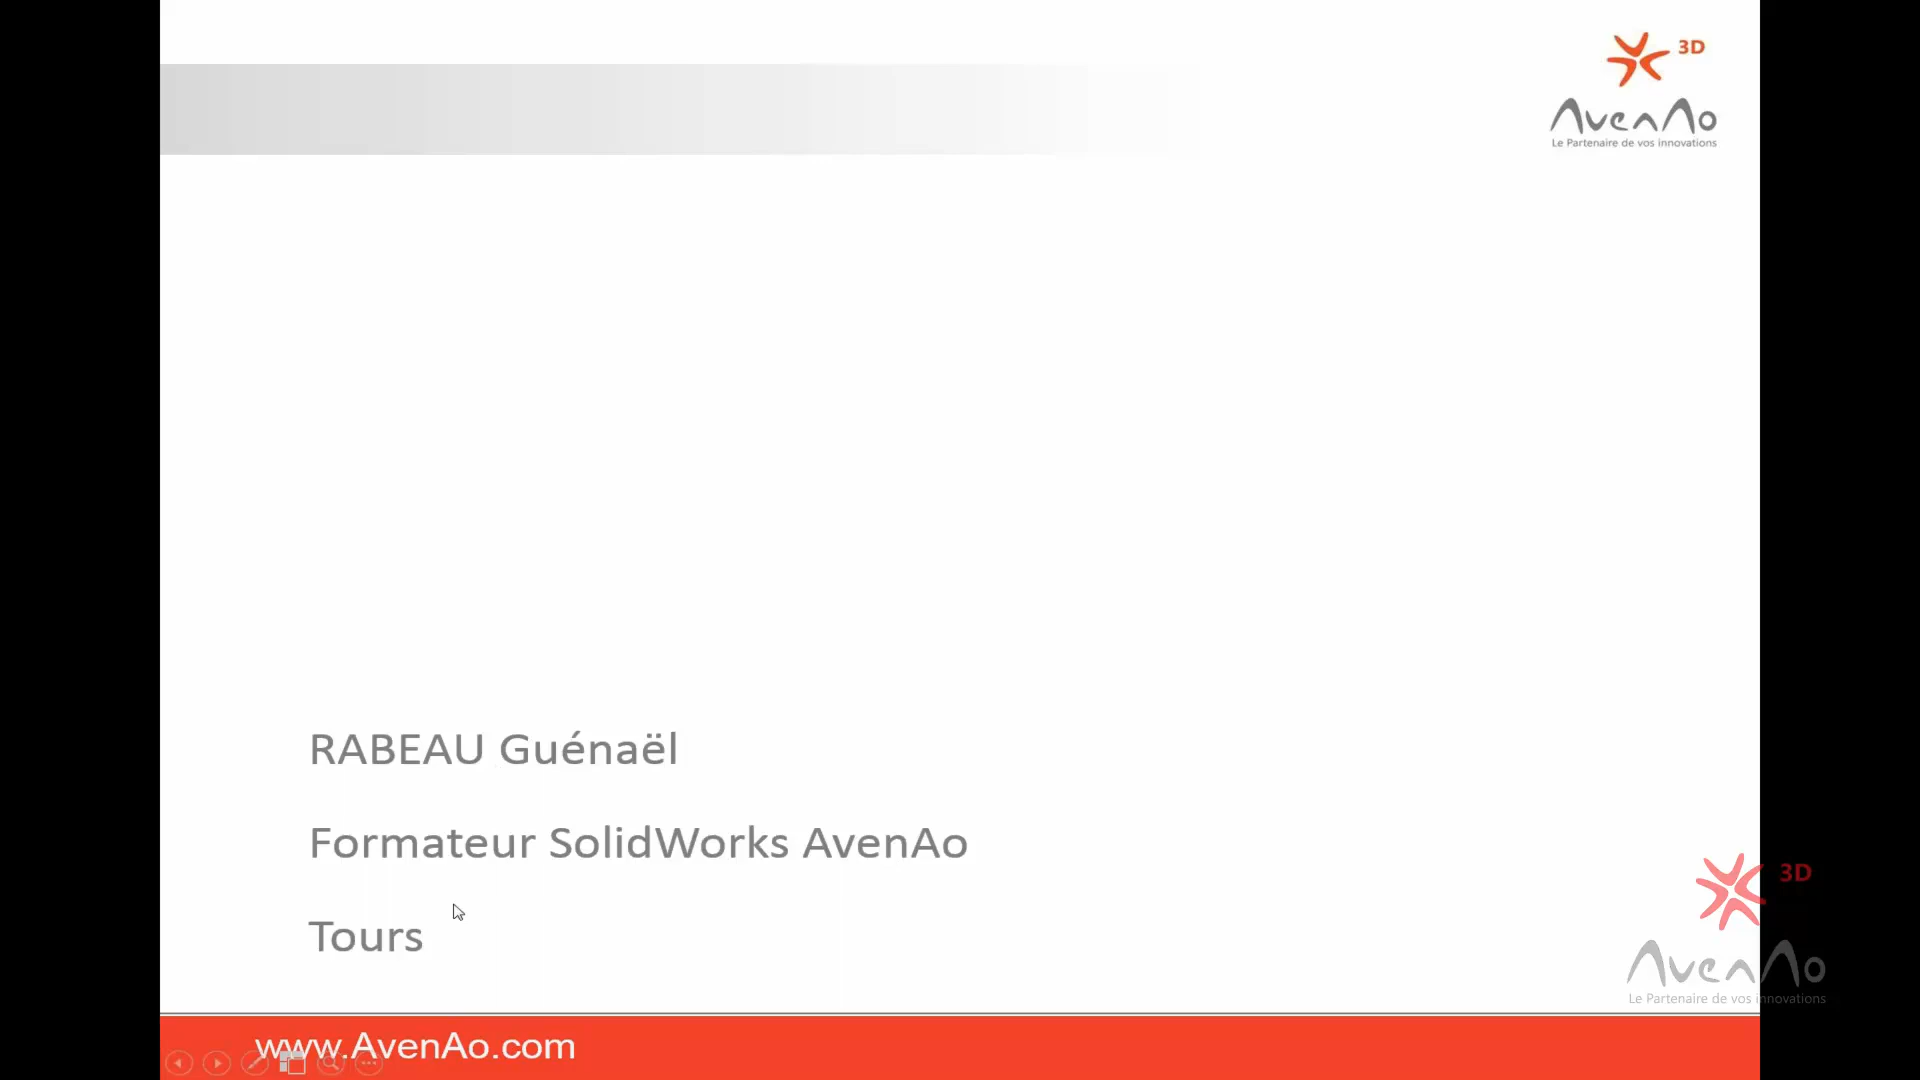 3D
AvenAo
Le Partenaire de vos innovations
RABEAU Guénaël
Formateur SolidWorks AvenAo
Tours
3D
AvenAo
Le Partenaire de vos innovations
www.AvenAo.com